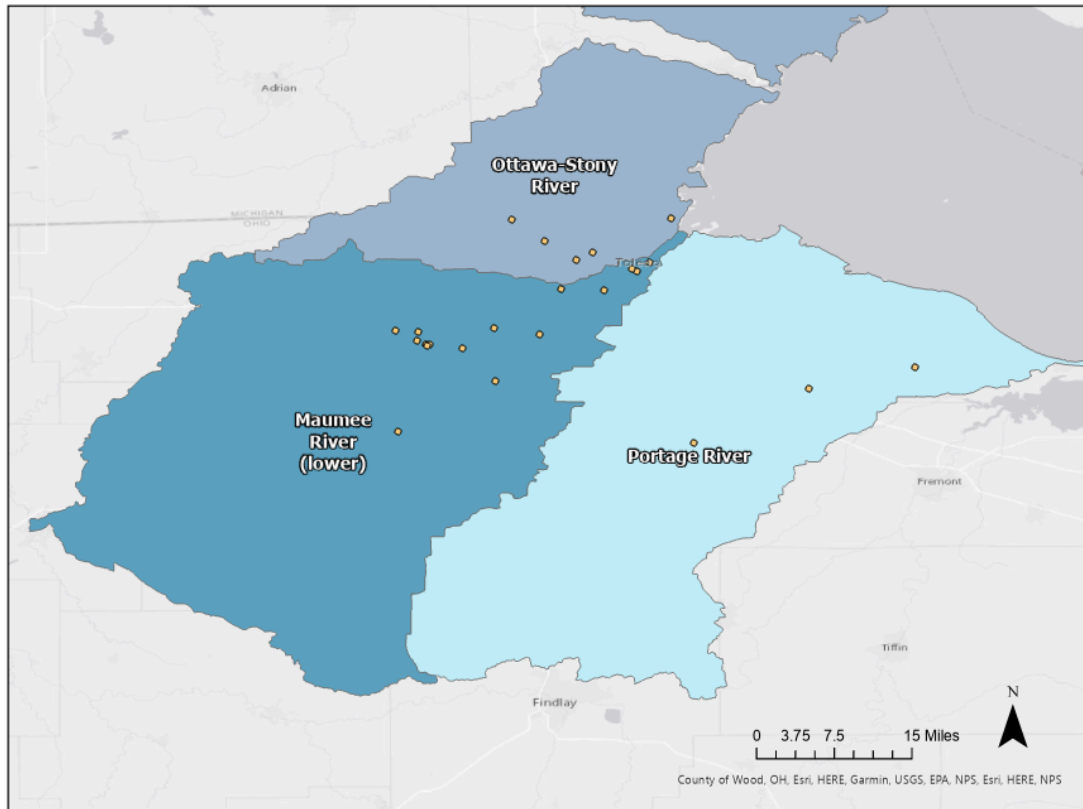 Adrian
Ottawa-Stony
River
MICHIGAN
OHIO
Maumee
River
(lower)
Portage River
Fremont
Tiffin
Findlay
N
0 3.75 7.5 15 Miles
County of Wood, OH, Esri, HERE, Garmin, USGS, EPA, NPS, Esri, HERE, NPS